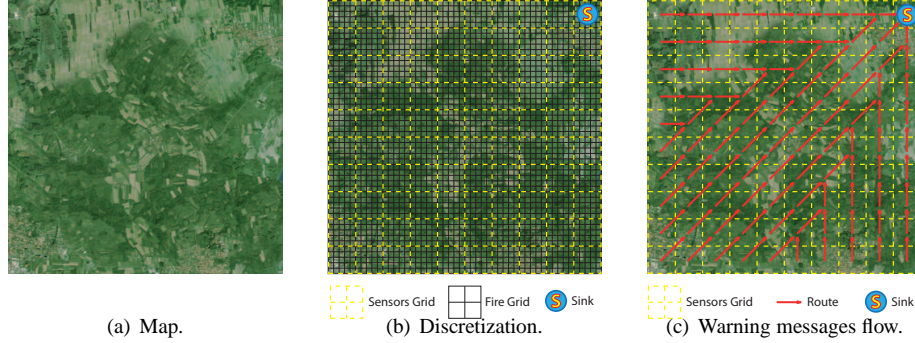 S
S
Sensors Grid
Fire Grid
S
Sink
Sensors Grid
Route
S
Sink
(a) Map.
(b) Discretization.
(c) Warning messages flow.